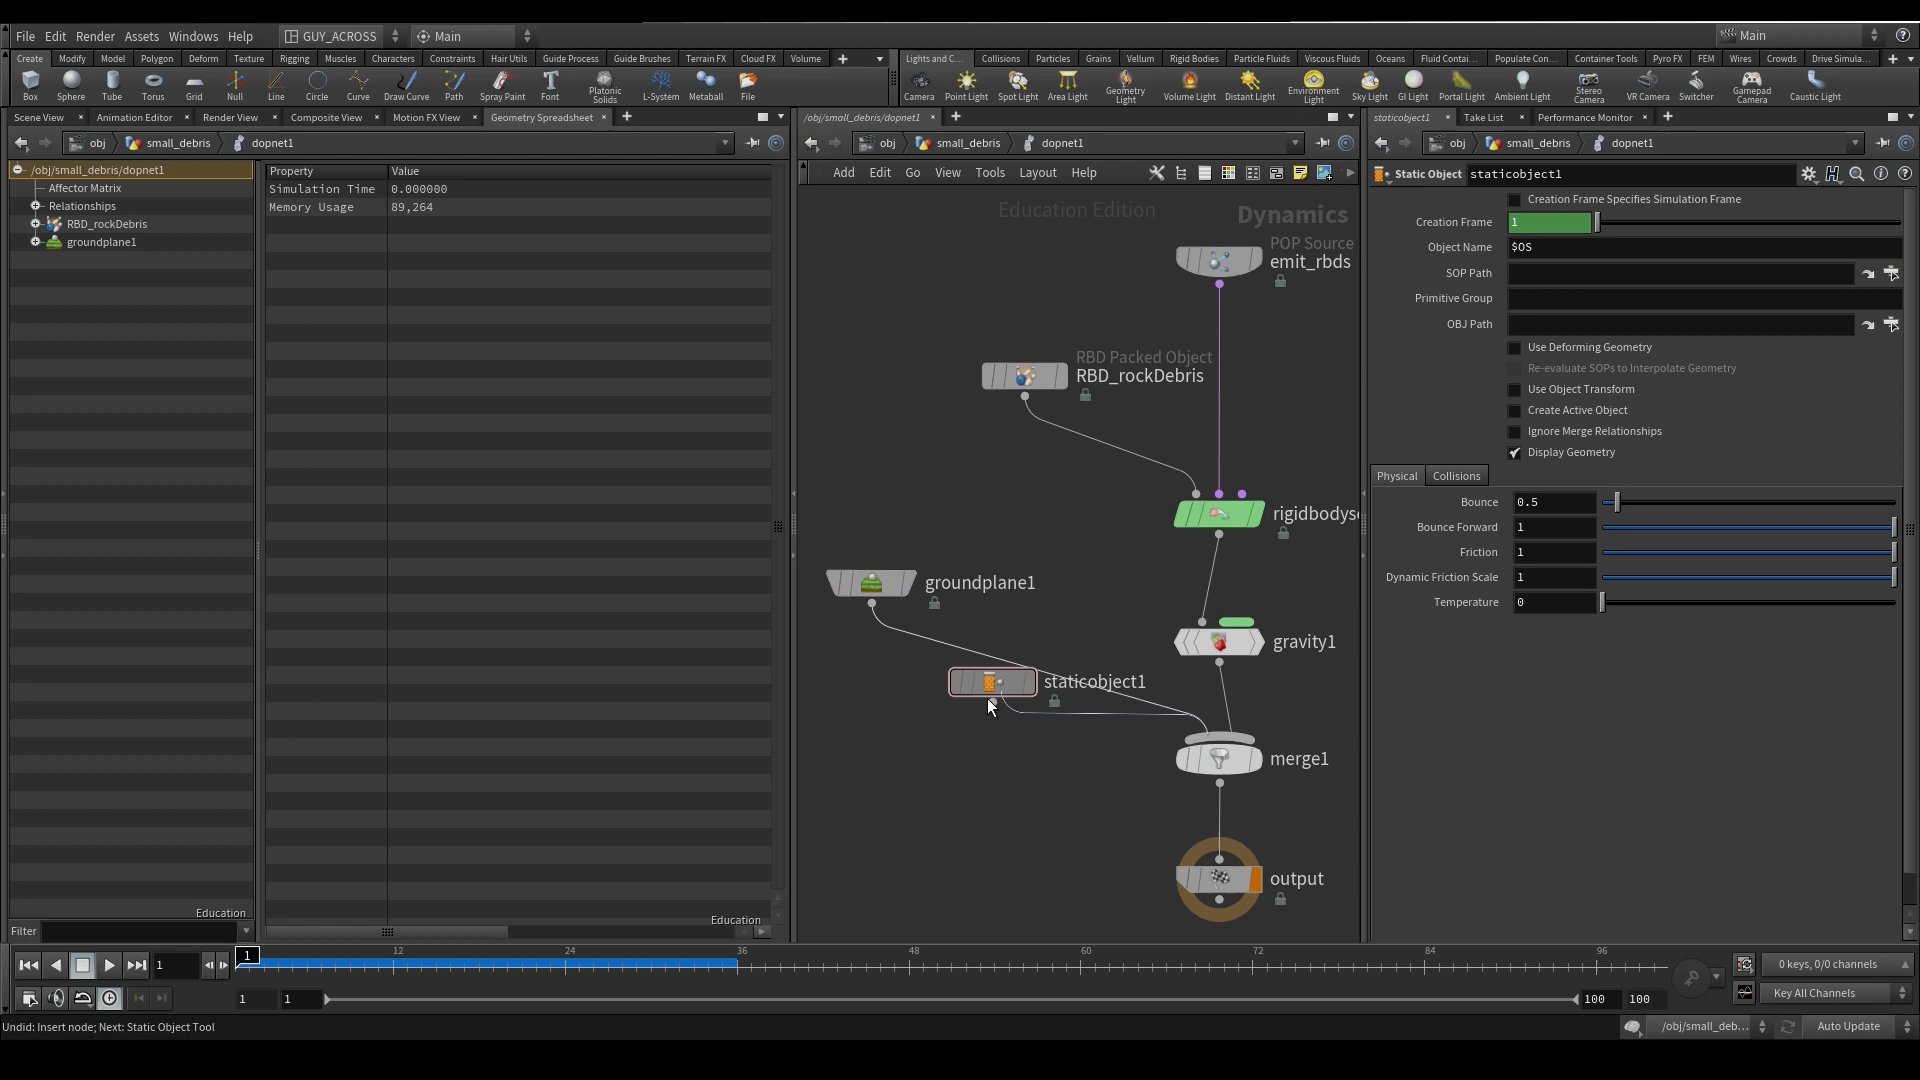 File Edit Render Assets Windows Help GUY_ACROSS Main Main
Create Modify Model Polygon Deform Texture Rigging Muscles Characters Constraints Hair Utils Guide Process Guide Brushes Terrain FX Cloud FX Volume
Lights and C... Collisions Particles Grains Vellum Rigid Bodies Particle Fluids Viscous Fluids Oceans Fluid Contai... Populate Con... Container Tools Pyro FX FEM Wires Crowds Drive Simula...
Box Sphere Tube Torus Grid Null Line Circle Curve Draw Curve Path Spray Paint Font Platonic Solids L-System Metaball File
Camera Point Light Spot Light Area Light Geometry Light Volume Light Distant Light Environment Light Sky Light GI Light Portal Light Ambient Light Stereo Camera VR Camera Switcher Gamepad Camera Caustic Light
Scene View Animation Editor Render View Composite View Motion FX View Geometry Spreadsheet
/obj/small_debris/dopnet1
staticobject1 Take List Performance Monitor
obj small_debris dopnet1
obj small_debris dopnet1
obj small_debris dopnet1
/obj/small_debris/dopnet1
Affector Matrix
Relationships
RBD_rockDebris
groundplane1
Property Value
Simulation Time 0.000000
Memory Usage 89,264
Education
Education
Filter
Add Edit Go View Tools Layout Help
Education Edition
Dynamics
POP Source
emit_rbds
RBD Packed Object
RBD_rockDebris
rigidbodys
groundplane1
gravity1
staticobject1
merge1
output
Static Object staticobject1
Creation Frame Specifies Simulation Frame
Creation Frame 1
Object Name $OS
SOP Path
Primitive Group
OBJ Path
Use Deforming Geometry
Re-evaluate SOPs to Interpolate Geometry
Use Object Transform
Create Active Object
Ignore Merge Relationships
Display Geometry
Physical Collisions
Bounce 0.5
Bounce Forward 1
Friction 1
Dynamic Friction Scale 1
Temperature 0
1 1 12 24 36 48 60 72 84 96
0 keys, 0/0 channels
1 1 100 100
Key All Channels
Undid: Insert node; Next: Static Object Tool
/obj/small_deb... Auto Update